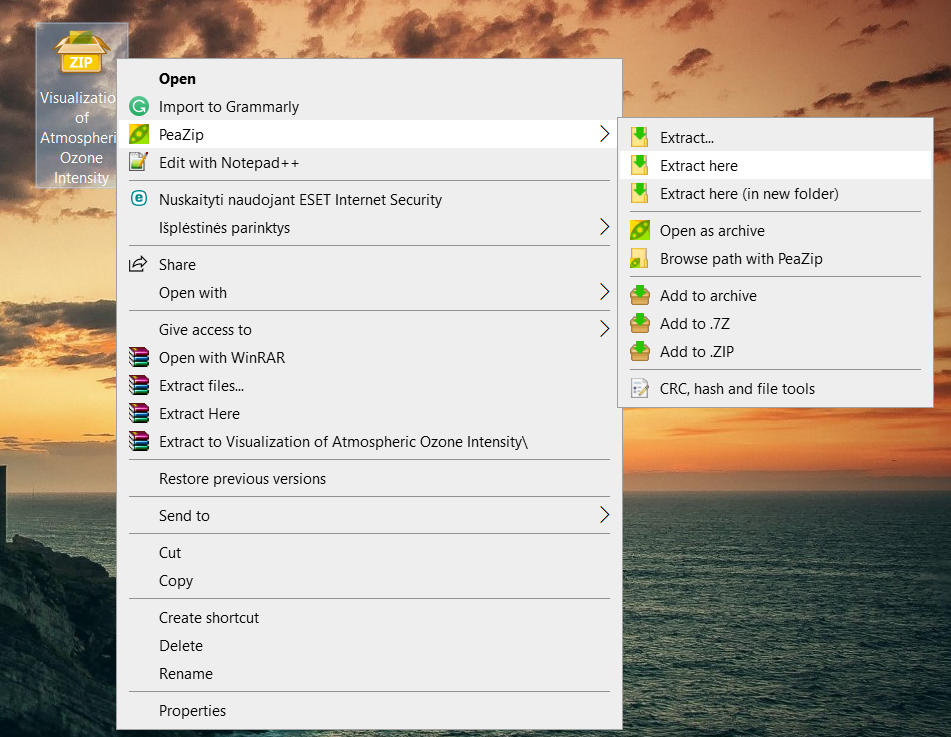 ZIP
Visualizatio
of
Atmospheri
Ozone
Intensity
Open
Import to Grammarly
PeaZip
Edit with Notepad++
Nuskaityti naudojant ESET Internet Security
Išplėstinės parinktys
Share
Open with
Give access to
Open with WinRAR
Extract files...
Extract Here
Extract to Visualization of Atmospheric Ozone Intensity\
Restore previous versions
Send to
Cut
Copy
Create shortcut
Delete
Rename
Properties
Extract...
Extract here
Extract here (in new folder)
Open as archive
Browse path with PeaZip
Add to archive
Add to .7Z
Add to .ZIP
CRC, hash and file tools